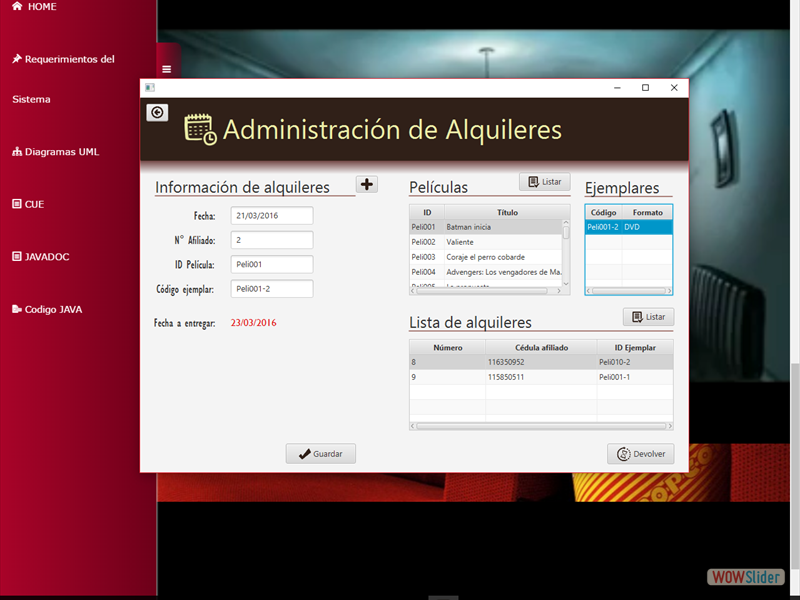 HOME
Requerimientos del
Sistema
Diagramas UML
CUE
JAVADOC
Codigo JAVA
Administración de Alquileres
Información de alquileres
Fecha: 21/03/2016
N° Afiliado: 2
ID Película: Peli001
Código ejemplar: Peli001-2
Fecha a entregar: 23/03/2016
Guardar
Películas
Listar
ID Título
Peli001 Batman inicia
Peli002 Valiente
Peli003 Coraje el perro cobarde
Peli004 Advengers: Los vengadores de Ma.
Ejemplares
Código Formato
Peli001-2 DVD
Lista de alquileres
Listar
Número Cédula afiliado ID Ejemplar
8 116350952 Peli010-2
9 115850511 Peli001-1
Devolver
WOWSlider